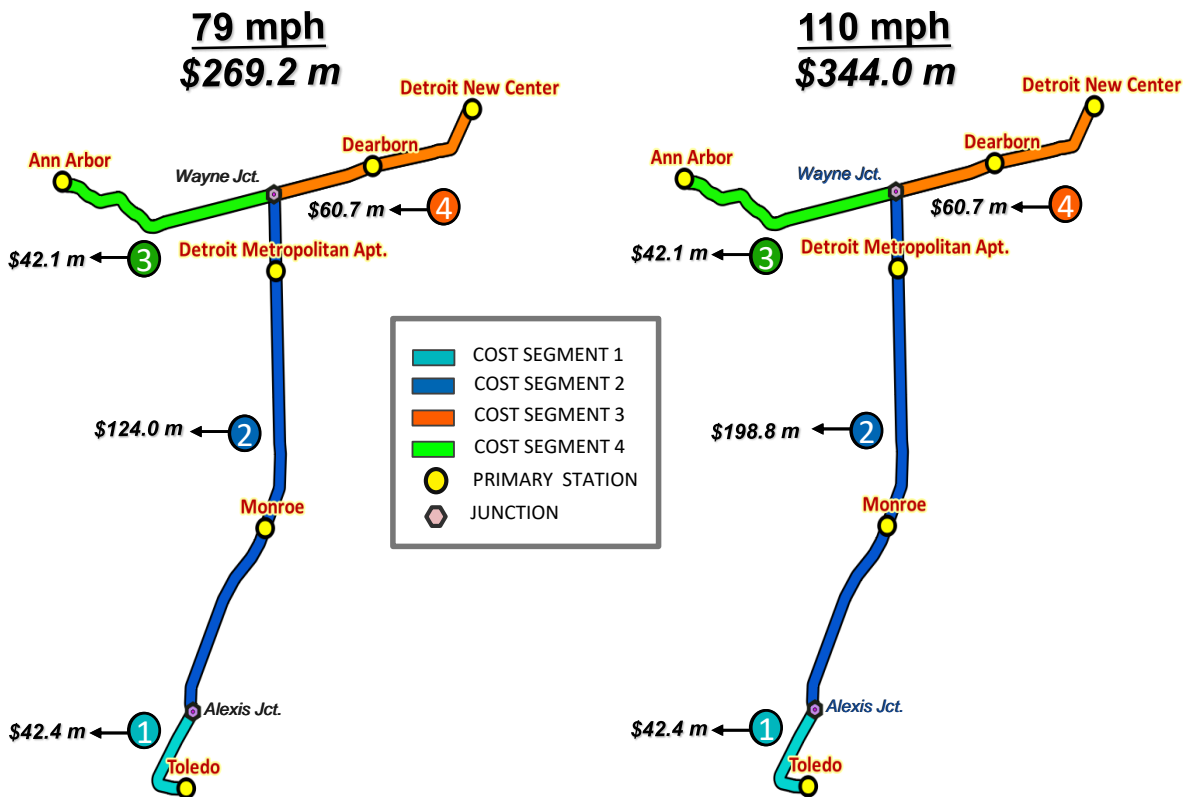 79 mph
$269.2 m
Detroit New Center
Dearborn
Ann Arbor
Wayne Jct.
$60.7 m
4
Detroit Metropolitan Apt.
$42.1 m
3
$124.0 m
2
Monroe
Alexis Jct.
$42.4 m
1
Toledo
COST SEGMENT 1
COST SEGMENT 2
COST SEGMENT 3
COST SEGMENT 4
PRIMARY STATION
JUNCTION
110 mph
$344.0 m
Detroit New Center
Dearborn
Ann Arbor
Wayne Jct.
$60.7 m
4
Detroit Metropolitan Apt.
$42.1 m
3
$198.8 m
2
Monroe
Alexis Jct.
$42.4 m
1
Toledo